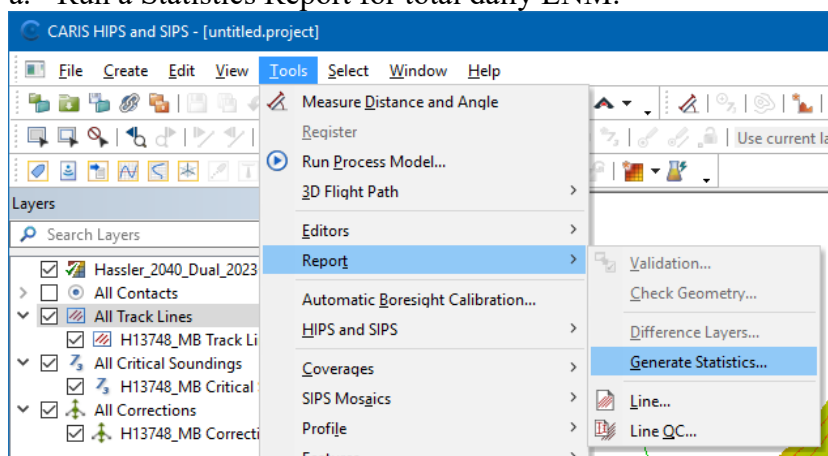 a. Run a Statistics Report for total daily LNM.
CARIS HIPS and SIPS - [untitled.project]
File Create Edit View Tools Select Window Help
Measure Distance and Angle
Register
Use current la
Run Process Model...
3D Flight Path
Layers
Search Layers
Editors
Report
Validation...
Hassler_2040_Dual_2023
All Contacts
Automatic Boresight Calibration...
Check Geometry...
All Track Lines
HIPS and SIPS
Difference Layers...
H13748_MB Track Li
All Critical Soundings
Coverages
Generate Statistics...
H13748_MB Critical
SIPS Mosaics
Line...
All Corrections
Profile
Line QC...
H13748_MB Correcti